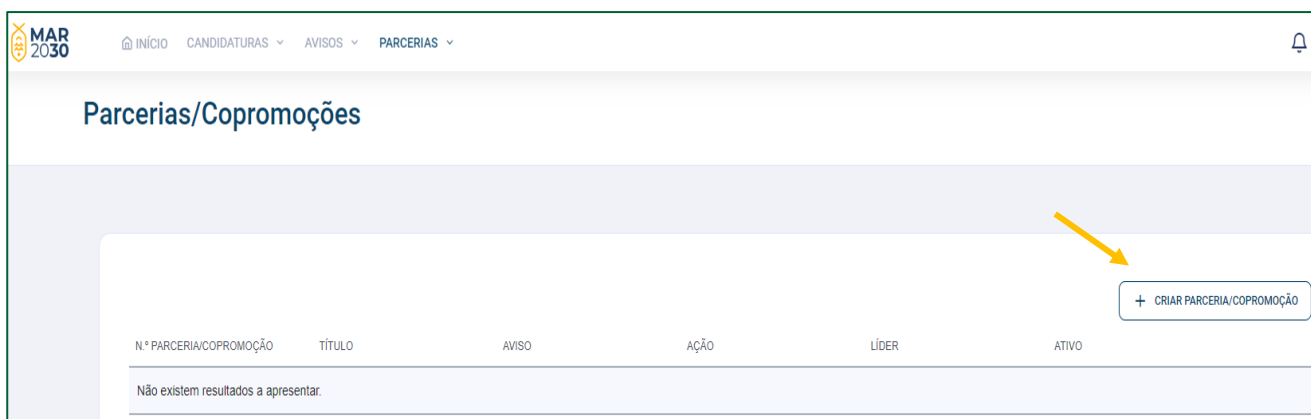 MAR
2030
INÍCIO CANDIDATURAS AVISOS PARCERIAS
Parcerias/Copromoções
+ CRIAR PARCERIA/COPROMOÇÃO
N.º PARCERIA/COPROMOÇÃO TÍTULO AVISO AÇÃO LÍDER ATIVO
Não existem resultados a apresentar.